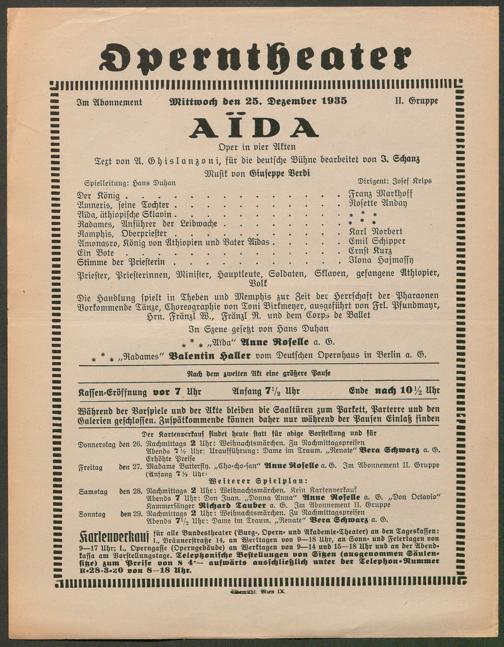 Operntheater
Im Abonnement Mittwoch den 25. Dezember 1935 II. Gruppe
AÏDA
Oper in vier Akten
Text von A. Ghislanzoni, für die deutsche Bühne bearbeitet von J. Schanz
Musik von Giuseppe Verdi
Spielleitung: Hans Duhan Dirigent: Josef Krips
Der König . . . . . . . . . . Franz Markhoff
Amneris, seine Tochter . . . . . . . . . . Rosette Anday
Aïda, äthiopische Sklavin . . . . . . . . . . * * *
Radames, Anführer der Leibwache . . . . . . . . . . * * *
Ramphis, Oberpriester . . . . . . . . . . Karl Norbert
Amonasro, König von Äthiopien und Vater Aïdas . . . . . . . . . . Emil Schipper
Ein Bote . . . . . . . . . . Ernst Kurz
Stimme der Priesterin . . . . . . . . . . Ilona Hajmassy
Priester, Priesterinnen, Minister, Hauptleute, Soldaten, Sklaven, gefangene Äthiopier,
Volk
Die Handlung spielt in Theben und Memphis zur Zeit der Herrschaft der Pharaonen
Vorkommende Tänze, Choreographie von Toni Birkmeyer, ausgeführt von Frl. Pfundmayr,
Hrn. Fränzl W., Fränzl R. und dem Corps de Ballet
In Szene gesetzt von Hans Duhan
* * * „Aïda“ Anne Roselle a. G.
* * * „Radames“ Valentin Haller vom Deutschen Opernhaus in Berlin a. G.
Nach dem zweiten Akt eine größere Pause
Kassen-Eröffnung vor 7 Uhr Anfang 7½ Uhr Ende nach 10½ Uhr
Während der Vorspiele und der Akte bleiben die Saaltüren zum Parkett, Parterre und den
Galerien geschlossen. Zuspätkommende können daher nur während der Pausen Einlaß finden
Der Kartenverkauf findet heute statt für obige Vorstellung und für
Donnerstag den 26. Nachmittags 2 Uhr: Weihnachtsmärchen. Zu Nachmittagspreisen
Abends 7½ Uhr: Uraufführung: Dame im Traum. „Renate“ Vera Schwarz a. G.
Erhöhte Preise
Freitag den 27. Madame Butterfly. „Cho-cho-san“ Anne Roselle a. G. Im Abonnement II. Gruppe
(Anfang 7½ Uhr)
Weiterer Spielplan:
Samstag den 28. Nachmittags 2 Uhr: Weihnachtsmärchen. Kein Kartenverkauf
Abends 7 Uhr: Don Juan. „Donna Anna“ Anne Roselle a. G. „Don Octavio“
Kammersänger Richard Tauber a. G. Im Abonnement II. Gruppe
Sonntag den 29. Nachmittags 2 Uhr: Weihnachtsmärchen. Zu Nachmittagspreisen
Abends 7½ Uhr: Dame im Traum. „Renate“ Vera Schwarz a. G.
Kartenverkauf für alle Bundestheater (Burg-, Opern- und Akademie-Theater) an den Tageskassen:
I., Bräunerstraße 14, an Werktagen von 9—18 Uhr, an Sonn- und Feiertagen von
9—17 Uhr; I., Operngasse (Operngebäude) an Werktagen von 9—14 und 15—18 Uhr und an der Abend-
kassa am Vorstellungstage. Telephonische Bestellungen von Sitzen (ausgenommen Säulen-
sitze) zum Preise von S 4·— aufwärts ausschließlich unter der Telephon-Nummer
R-28-3-20 von 8—18 Uhr.
Elbemühl, Wien IX.